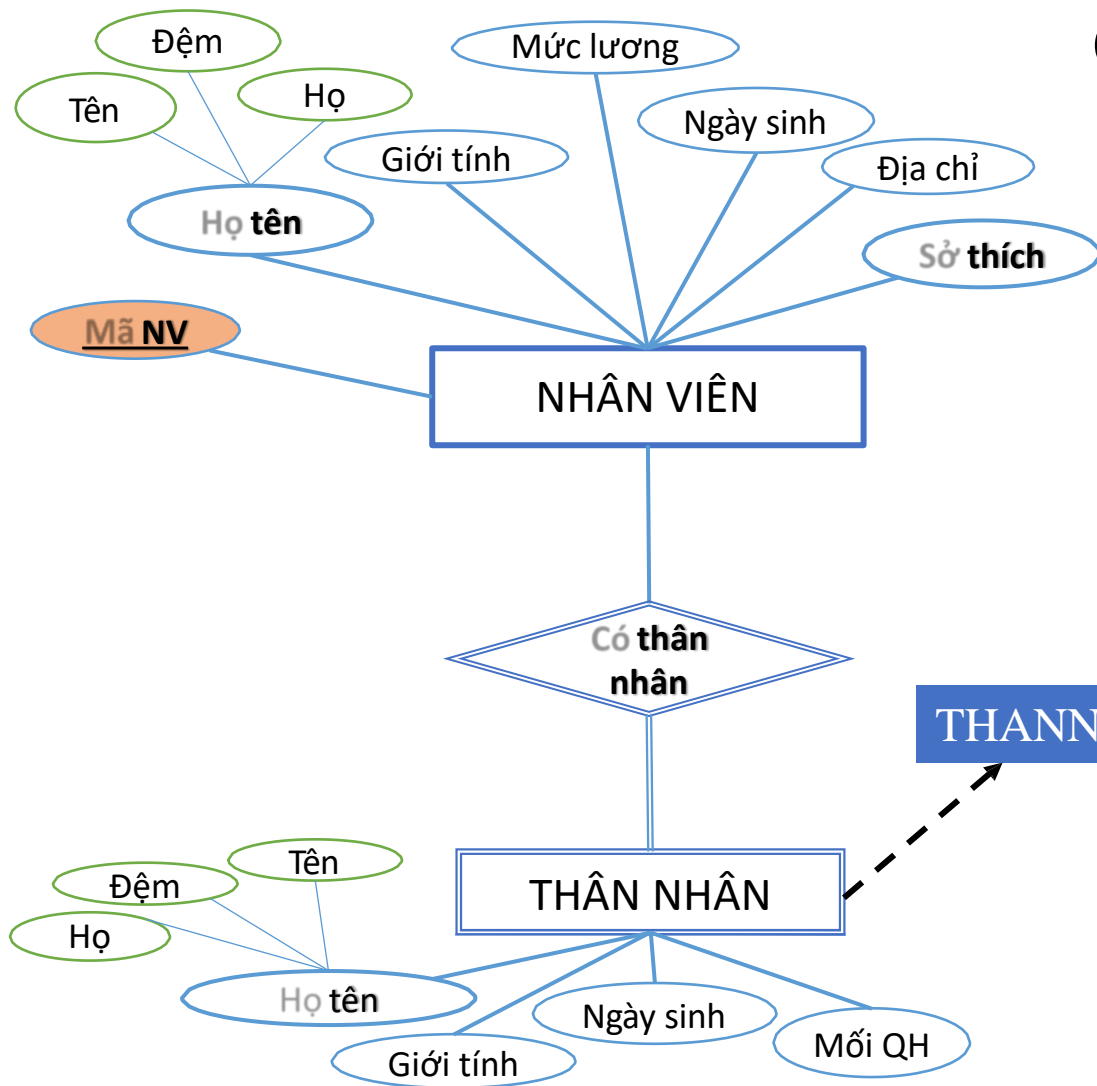 Đệm
Mức lương
Tên
Họ
Ngày sinh
Giới tính
Địa chỉ
Họ tên
Sở thích
Mã NV
NHÂN VIÊN
Có thân
nhân
THANN
Tên
Đệm
THÂN NHÂN
Họ
Họ tên
Ngày sinh
Mối QH
Giới tính